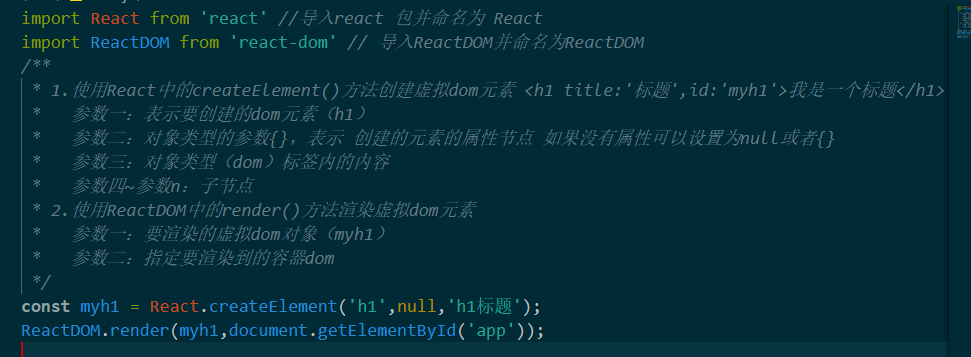 import React from 'react' //导入react 包并命名为 React
import ReactDOM from 'react-dom' // 导入ReactDOM并命名为ReactDOM
/**
 * 1.使用React中的createElement()方法创建虚拟dom元素 <h1 title:'标题',id:'myh1'>我是一个标题</h1>
 *   参数一：表示要创建的dom元素（h1）
 *   参数二：对象类型的参数{}，表示 创建的元素的属性节点 如果没有属性可以设置为null或者{}
 *   参数三：对象类型（dom）标签内的内容
 *   参数四~参数n：子节点
 * 2.使用ReactDOM中的render()方法渲染虚拟dom元素
 *   参数一：要渲染的虚拟dom对象（myh1）
 *   参数二：指定要渲染到的容器dom
 */
const myh1 = React.createElement('h1',null,'h1标题');
ReactDOM.render(myh1,document.getElementById('app'));